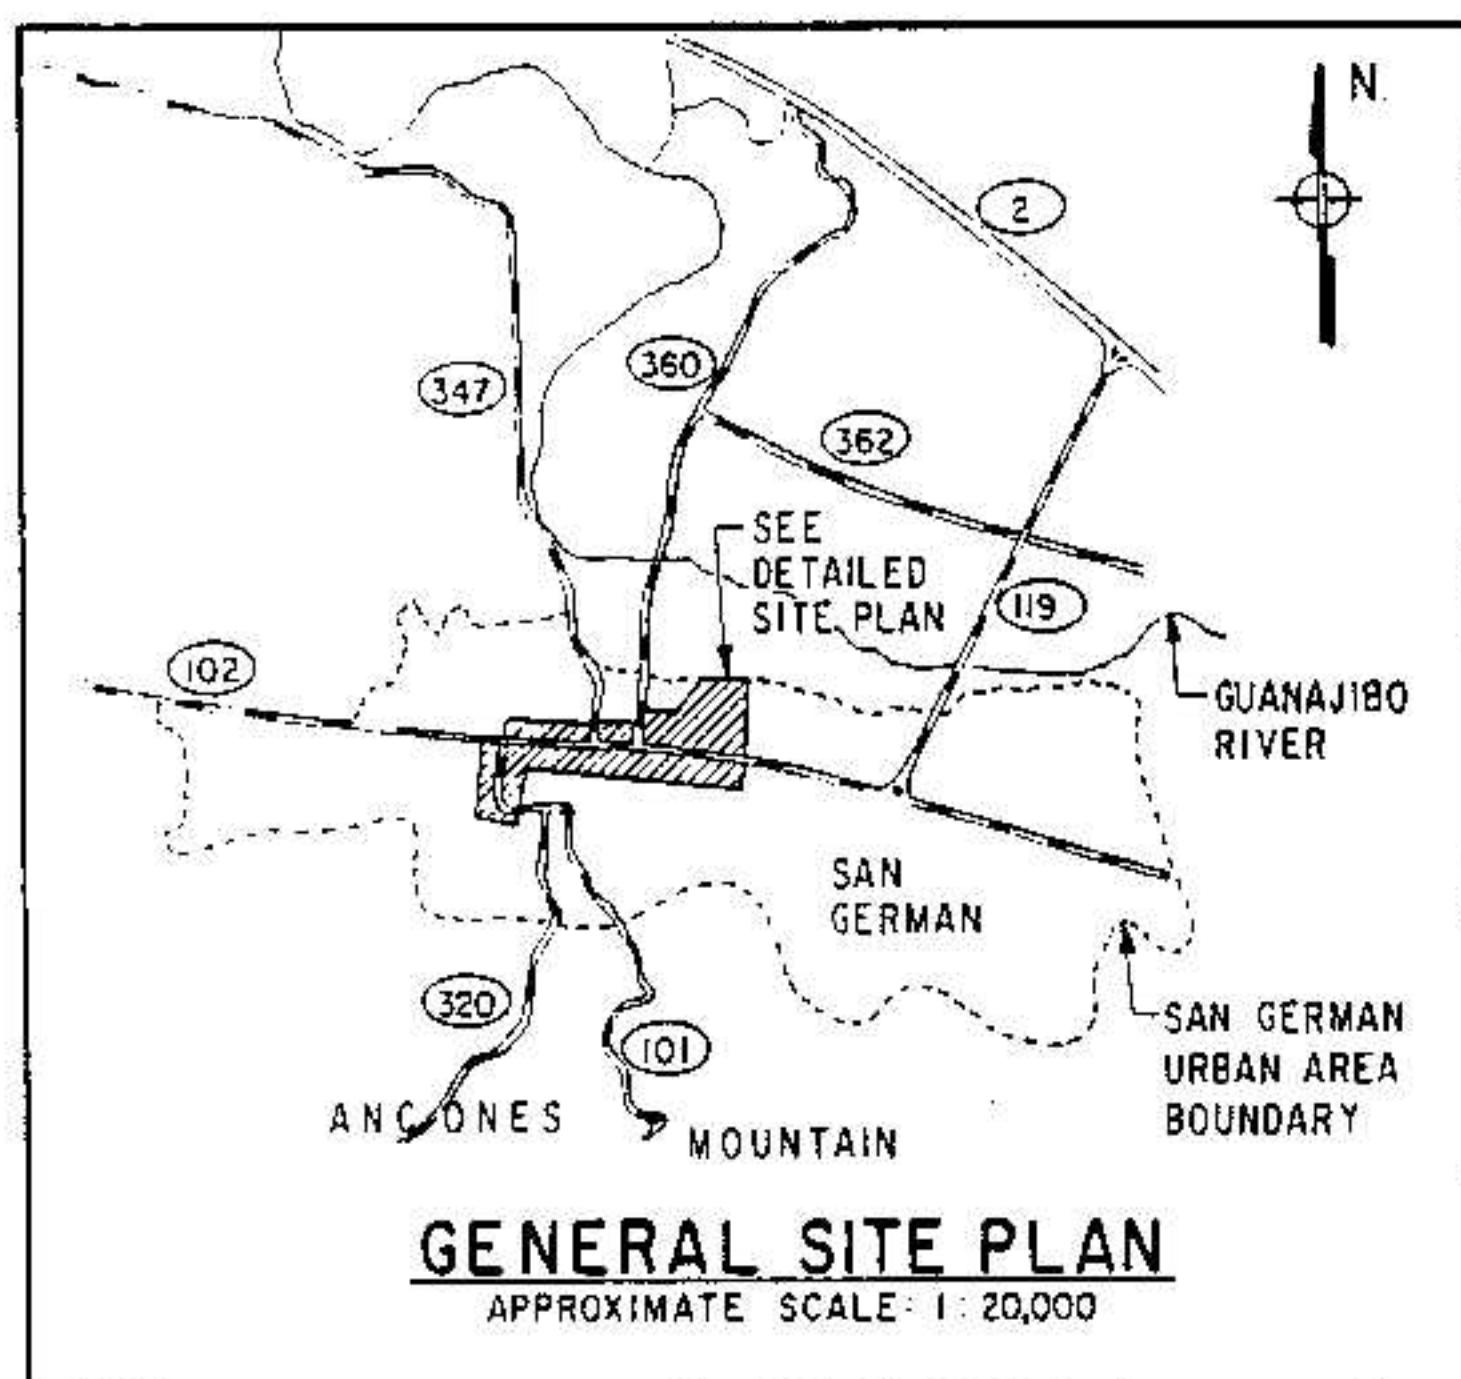 N.
2
360
347
362
SEE
DETAILED
SITE PLAN
119
102
GUANAJIBO
RIVER
SAN
GERMAN
320
101
SAN GERMAN
URBAN AREA
BOUNDARY
ANCONES
MOUNTAIN
GENERAL SITE PLAN
APPROXIMATE SCALE: 1:20,000